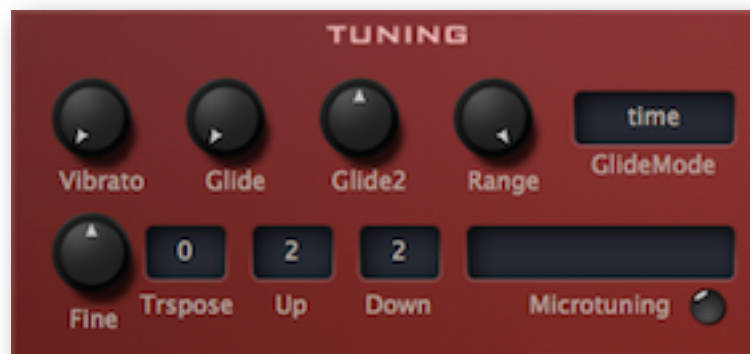 TUNING
time
Vibrato Glide Glide2 Range GlideMode
0 2 2
Fine Trspose Up Down Microtuning